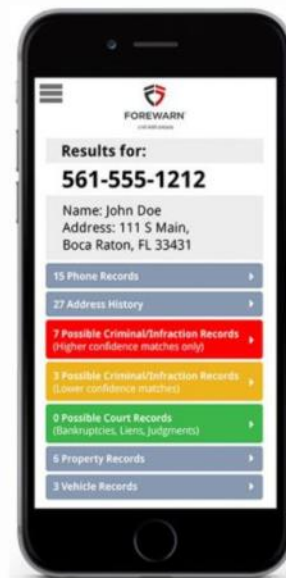 FOREWARN
Results for:
561-555-1212
Name: John Doe
Address: 111 S Main,
Boca Raton, FL 33431
15 Phone Records
27 Address History
7 Possible Criminal/Infraction Records
(Higher confidence matches only)
3 Possible Criminal/Infraction Records
(Lower confidence matches)
0 Possible Court Records
(Bankruptcies, Liens, Judgments)
6 Property Records
3 Vehicle Records